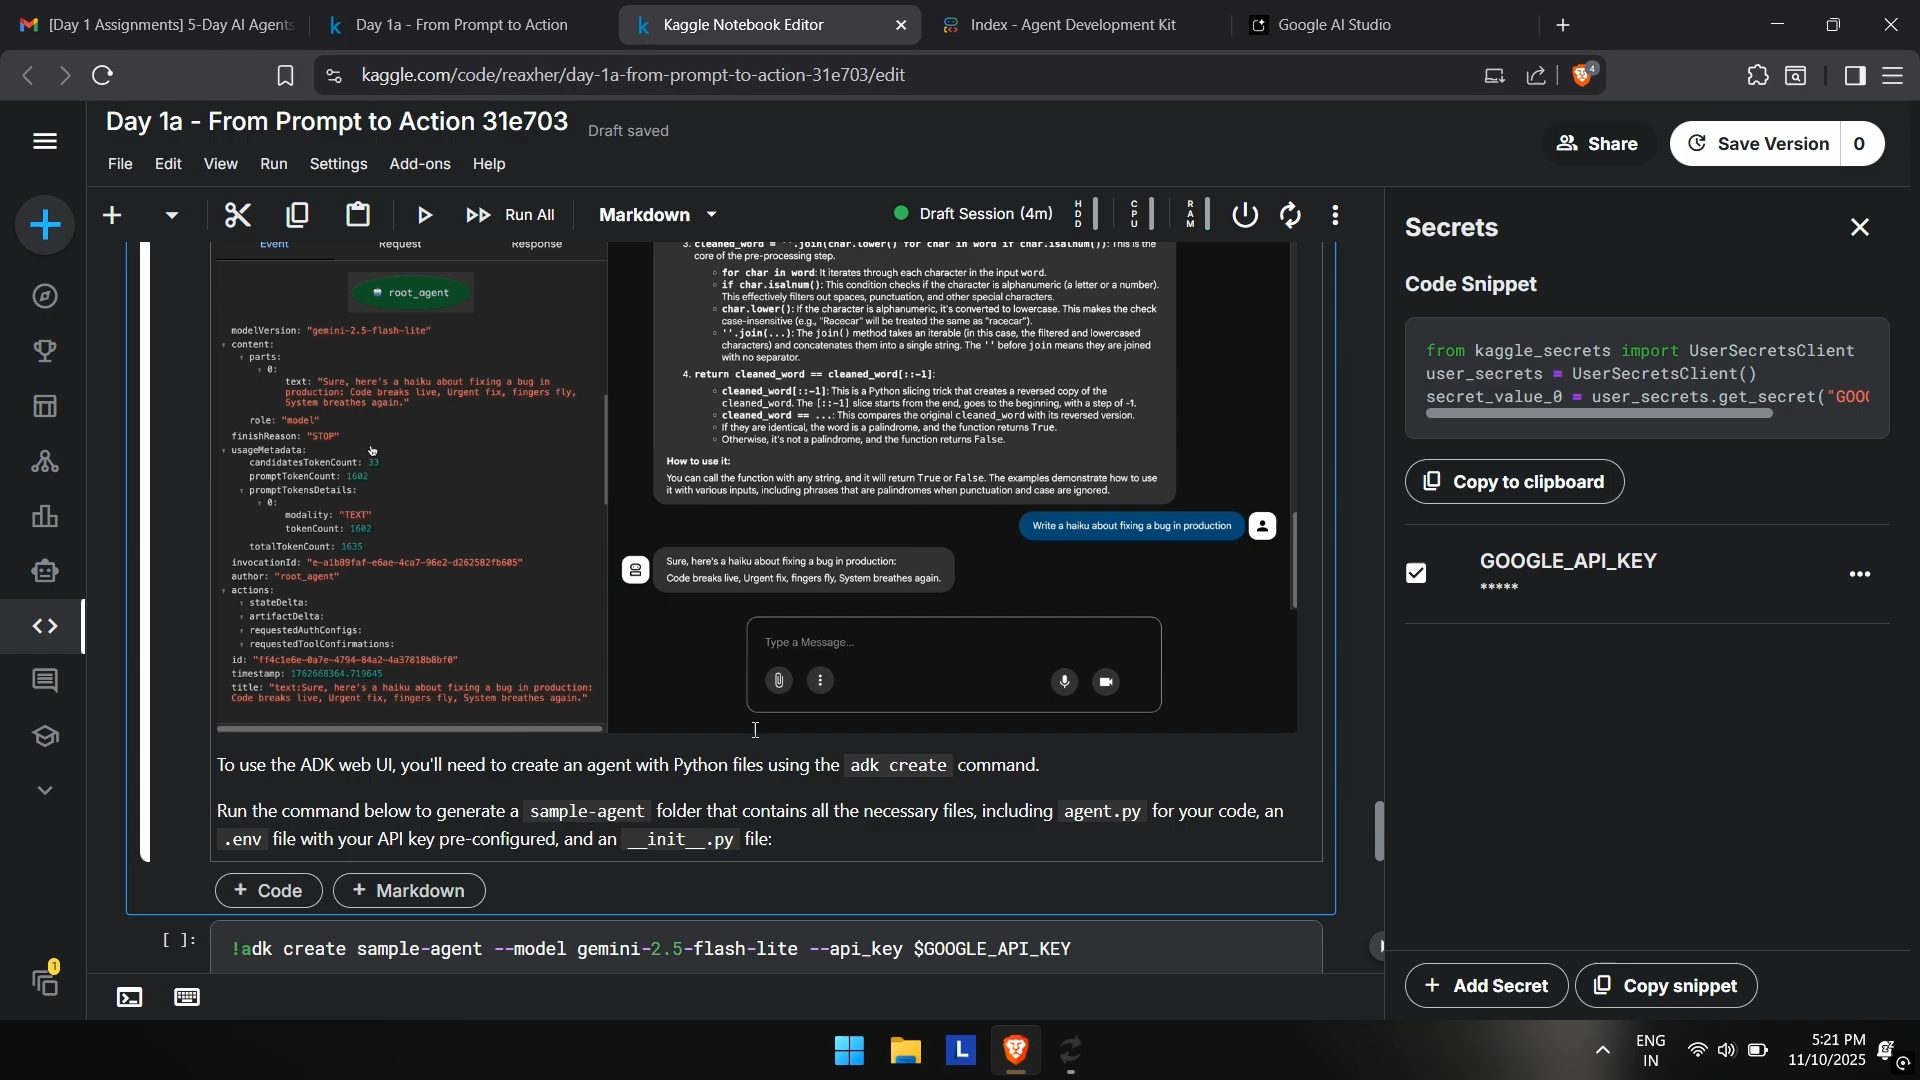 [Day 1 Assignments] 5-Day AI Agents
Day 1a - From Prompt to Action
Kaggle Notebook Editor
Index - Agent Development Kit
Google AI Studio
kaggle.com/code/reaxher/day-1a-from-prompt-to-action-31e703/edit
4
Day 1a - From Prompt to Action 31e703
Draft saved
File Edit View Run Settings Add-ons Help
Share
Save Version
0
Run All
Markdown
Draft Session (4m)
HDD
CPU
RAM
Event
Request
Response
root_agent
modelVersion: "gemini-2.5-flash-lite"
content:
parts:
0:
text: "Sure, here's a haiku about fixing a bug in
production: Code breaks live, Urgent fix, fingers fly,
System breathes again."
role: "model"
finishReason: "STOP"
usageMetadata:
candidatesTokenCount: 33
promptTokenCount: 1602
promptTokensDetails:
0:
modality: "TEXT"
tokenCount: 1602
totalTokenCount: 1635
invocationId: "e-a1b89faf-e6ae-4ca7-96e2-d262582fb605"
author: "root_agent"
actions:
stateDelta:
artifactDelta:
requestedAuthConfigs:
requestedToolConfirmations:
id: "ff4c1e6e-0a7e-4794-84a2-4a37818b8bf0"
timestamp: 1762668364.719645
title: "text:Sure, here's a haiku about fixing a bug in production:
Code breaks live, Urgent fix, fingers fly, System breathes again."
3. cleaned_word = ''.join(char.lower() for char in word if char.isalnum()): This is the
core of the pre-processing step.
for char in word: It iterates through each character in the input word.
if char.isalnum(): This condition checks if the character is alphanumeric (a letter or a number).
This effectively filters out spaces, punctuation, and other special characters.
char.lower(): If the character is alphanumeric, it's converted to lowercase. This makes the check
case-insensitive (e.g., "Racecar" will be treated the same as "racecar").
''.join(...): The join() method takes an iterable (in this case, the filtered and lowercased
characters) and concatenates them into a single string. The '' before join means they are joined
with no separator.
4. return cleaned_word == cleaned_word[::-1]:
cleaned_word[::-1]: This is a Python slicing trick that creates a reversed copy of the
cleaned_word. The [::-1] slice starts from the end, goes to the beginning, with a step of -1.
cleaned_word == ...: This compares the original cleaned_word with its reversed version.
If they are identical, the word is a palindrome, and the function returns True.
Otherwise, it's not a palindrome, and the function returns False.
How to use it:
You can call the function with any string, and it will return True or False. The examples demonstrate how to use
it with various inputs, including phrases that are palindromes when punctuation and case are ignored.
Write a haiku about fixing a bug in production
Sure, here's a haiku about fixing a bug in production:
Code breaks live, Urgent fix, fingers fly, System breathes again.
Type a Message...
To use the ADK web UI, you'll need to create an agent with Python files using the adk create command.
Run the command below to generate a sample-agent folder that contains all the necessary files, including agent.py for your code, an
.env file with your API key pre-configured, and an __init__.py file:
+ Code
+ Markdown
[ ]:
!adk create sample-agent --model gemini-2.5-flash-lite --api_key $GOOGLE_API_KEY
Secrets
Code Snippet
from kaggle_secrets import UserSecretsClient
user_secrets = UserSecretsClient()
secret_value_0 = user_secrets.get_secret("GOO
Copy to clipboard
GOOGLE_API_KEY
*****
+ Add Secret
Copy snippet
1
L
ENG
IN
5:21 PM
11/10/2025